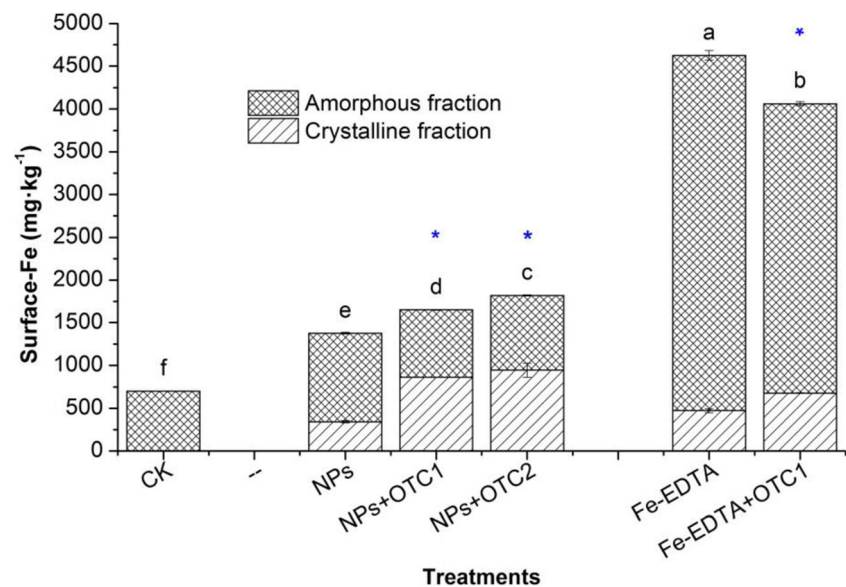 5000
4500
4000
3500
3000
2500
2000
1500
1000
500
0
Surface-Fe (mg·kg⁻¹)
Amorphous fraction
Crystalline fraction
f
e
d
c
a
b
*
*
*
CK
--
NPs
NPs+OTC1
NPs+OTC2
Fe-EDTA
Fe-EDTA+OTC1
Treatments